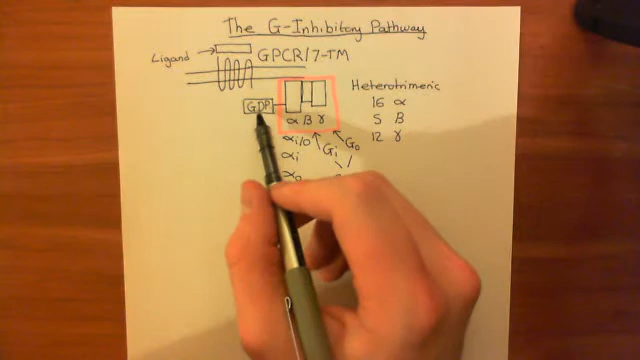 The G-Inhibitory Pathway
Ligand → GPCR/7-TM
Heterotrimeric
GDP
16 α
α β γ
5 β
αi/o
Gi
Go
12 γ
αi
αo